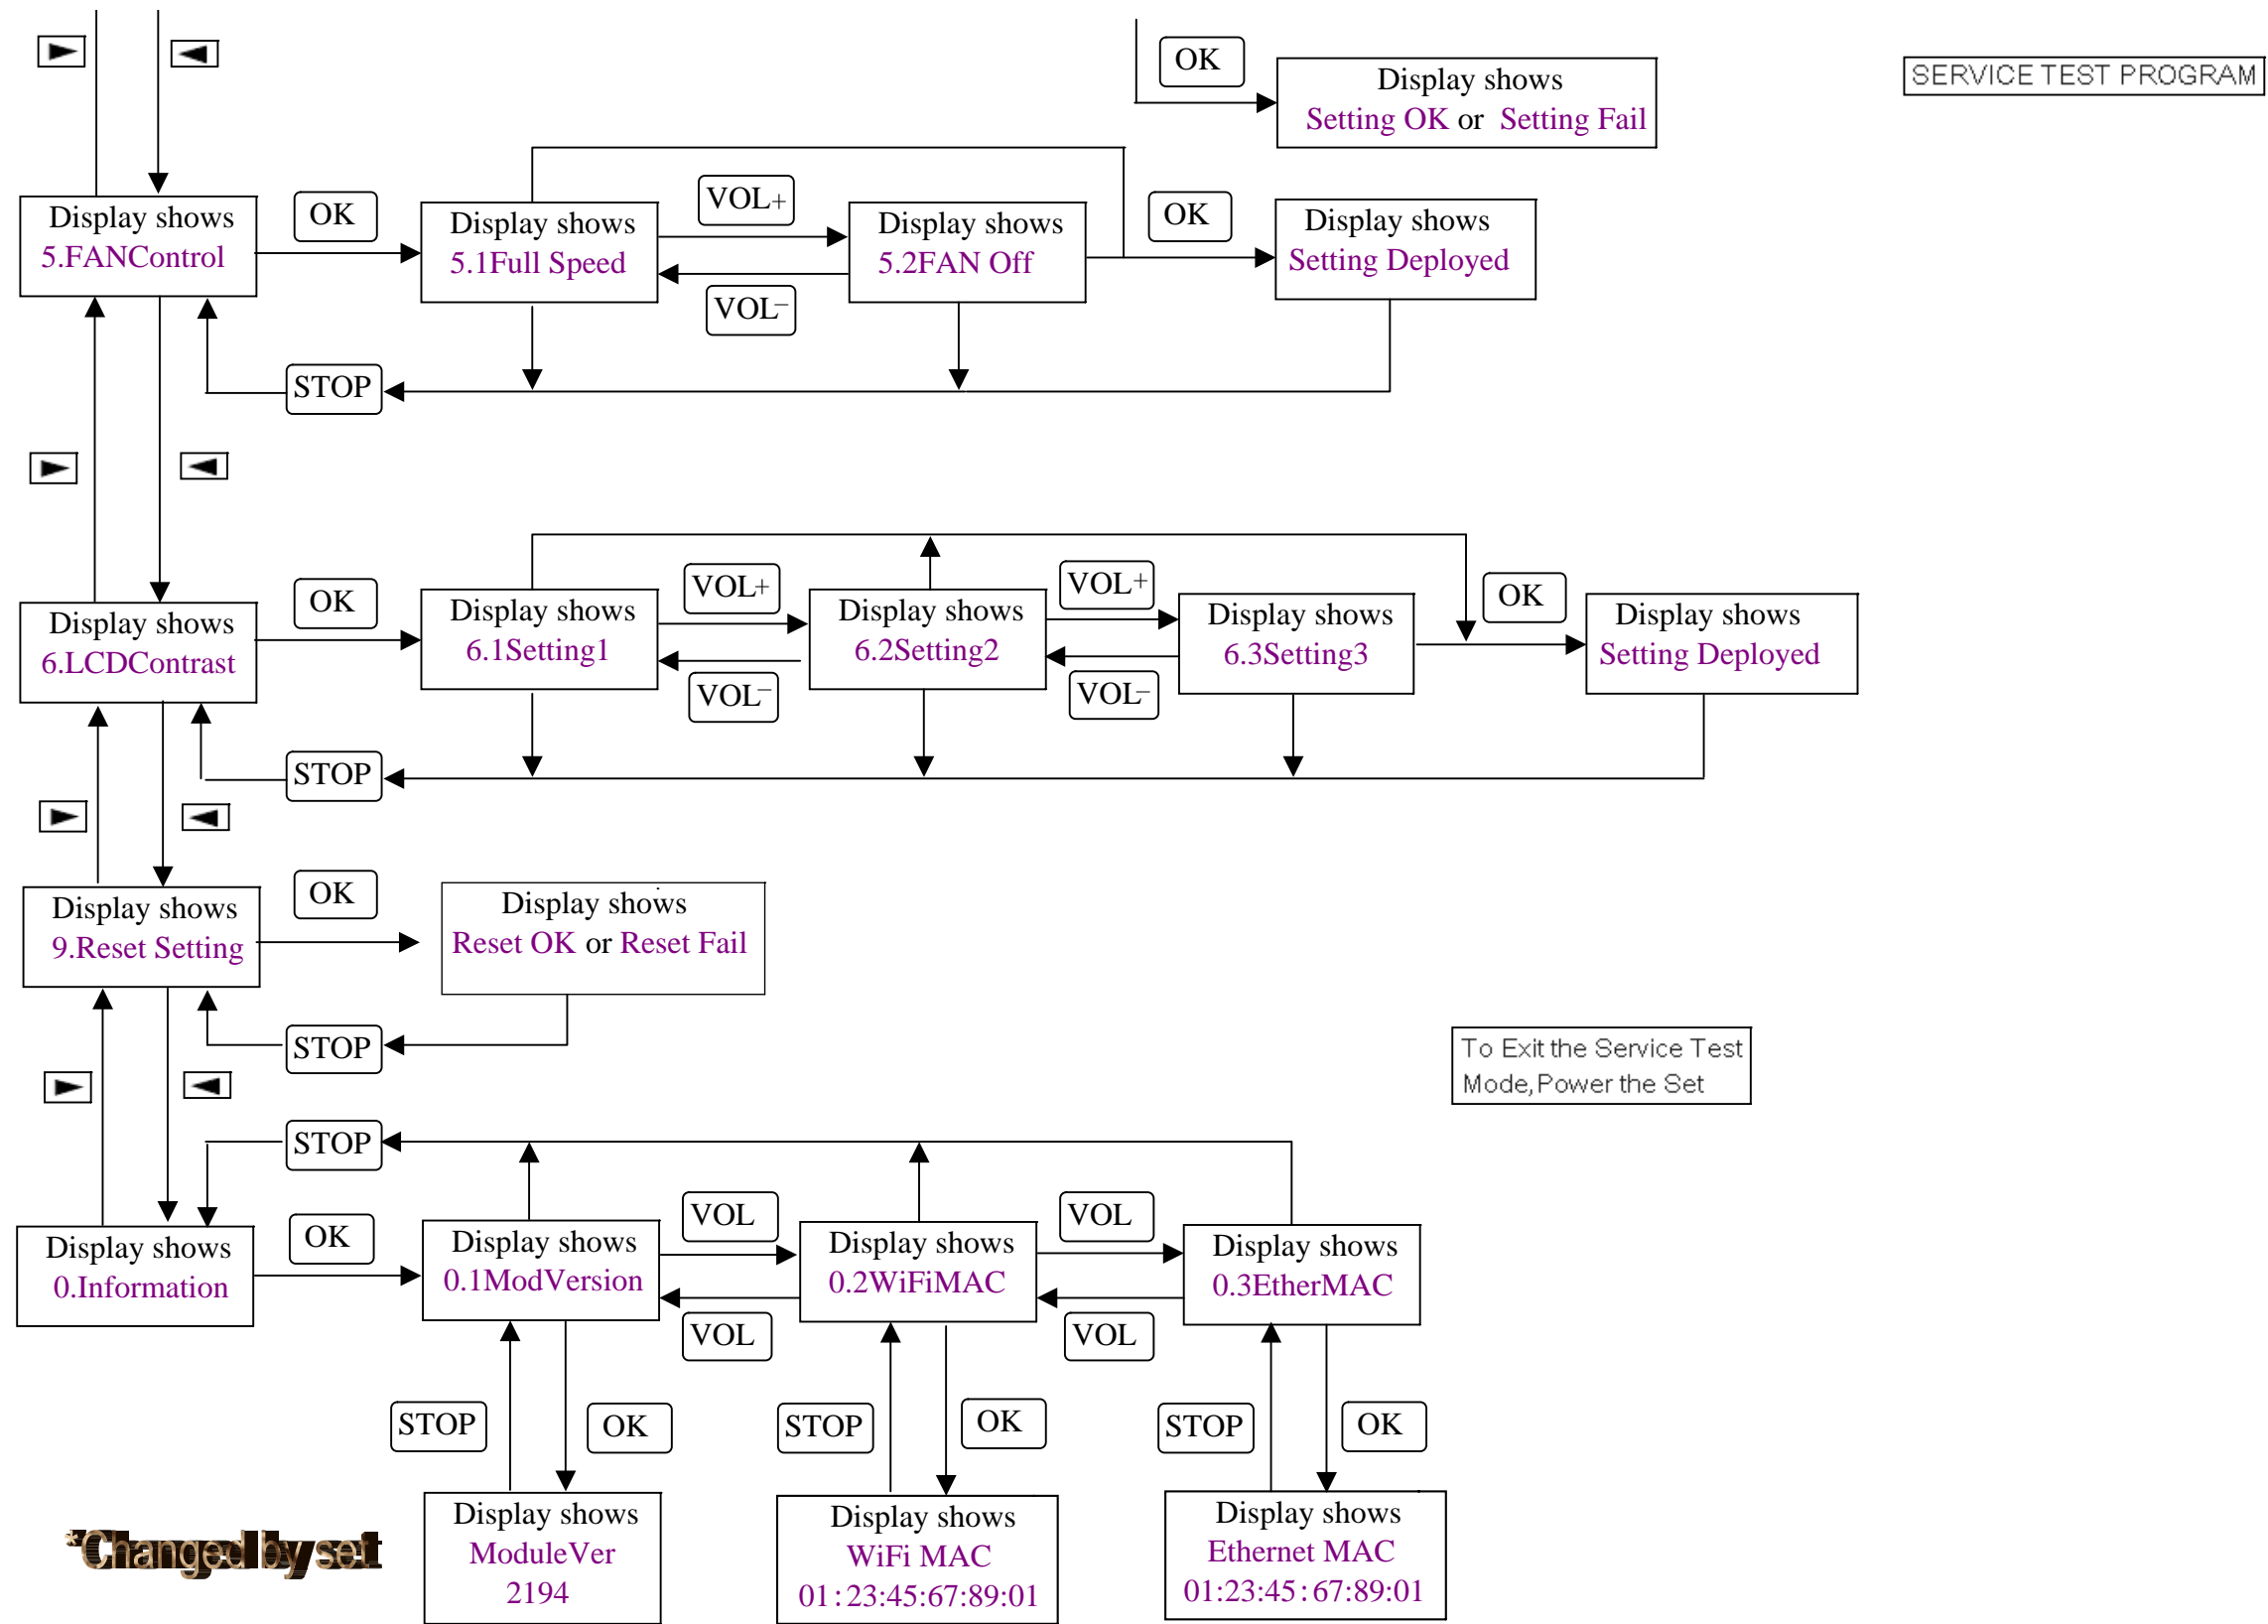 OK
Display shows
Setting OK or Setting Fail
SERVICE TEST PROGRAM
Display shows
5.FANControl
OK
Display shows
5.1Full Speed
VOL+
VOL-
Display shows
5.2FAN Off
OK
Display shows
Setting Deployed
STOP
Display shows
6.LCDContrast
OK
Display shows
6.1Setting1
VOL+
VOL-
Display shows
6.2Setting2
VOL+
VOL-
Display shows
6.3Setting3
OK
Display shows
Setting Deployed
STOP
Display shows
9.Reset Setting
OK
Display shows
Reset OK or Reset Fail
STOP
To Exit the Service Test
Mode,Power the Set
STOP
Display shows
0.Information
OK
Display shows
0.1ModVersion
VOL
VOL
Display shows
0.2WiFiMAC
VOL
VOL
Display shows
0.3EtherMAC
STOP
OK
STOP
OK
STOP
OK
Display shows
ModuleVer
2194
Display shows
WiFi MAC
01:23:45:67:89:01
Display shows
Ethernet MAC
01:23:45:67:89:01
*Changed by set